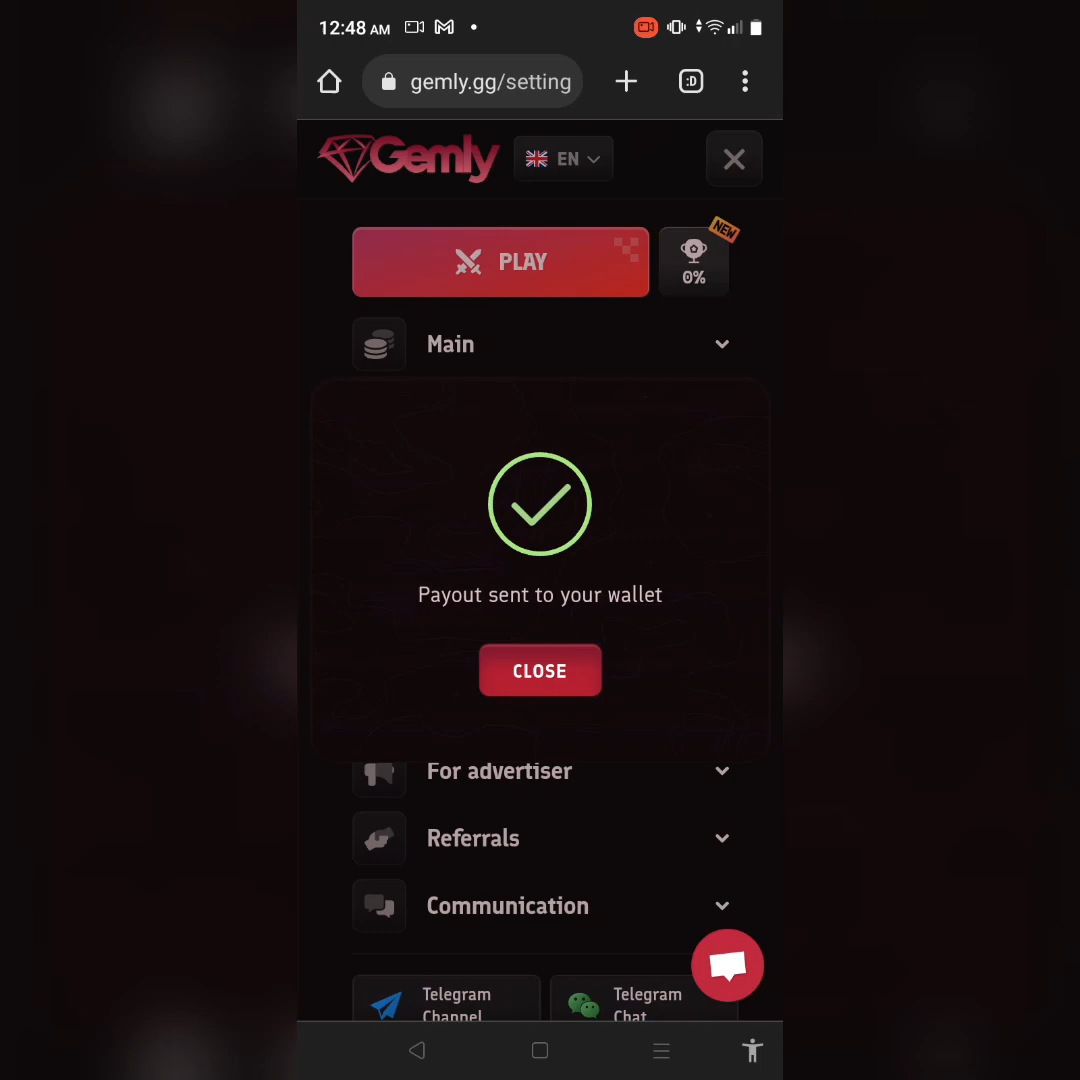 12:48 AM
gemly.gg/setting
:D
Gemly
EN
NEW
PLAY
0%
Main
Payout sent to your wallet
CLOSE
For advertiser
Referrals
Communication
Telegram
Channel
Telegram
Chat